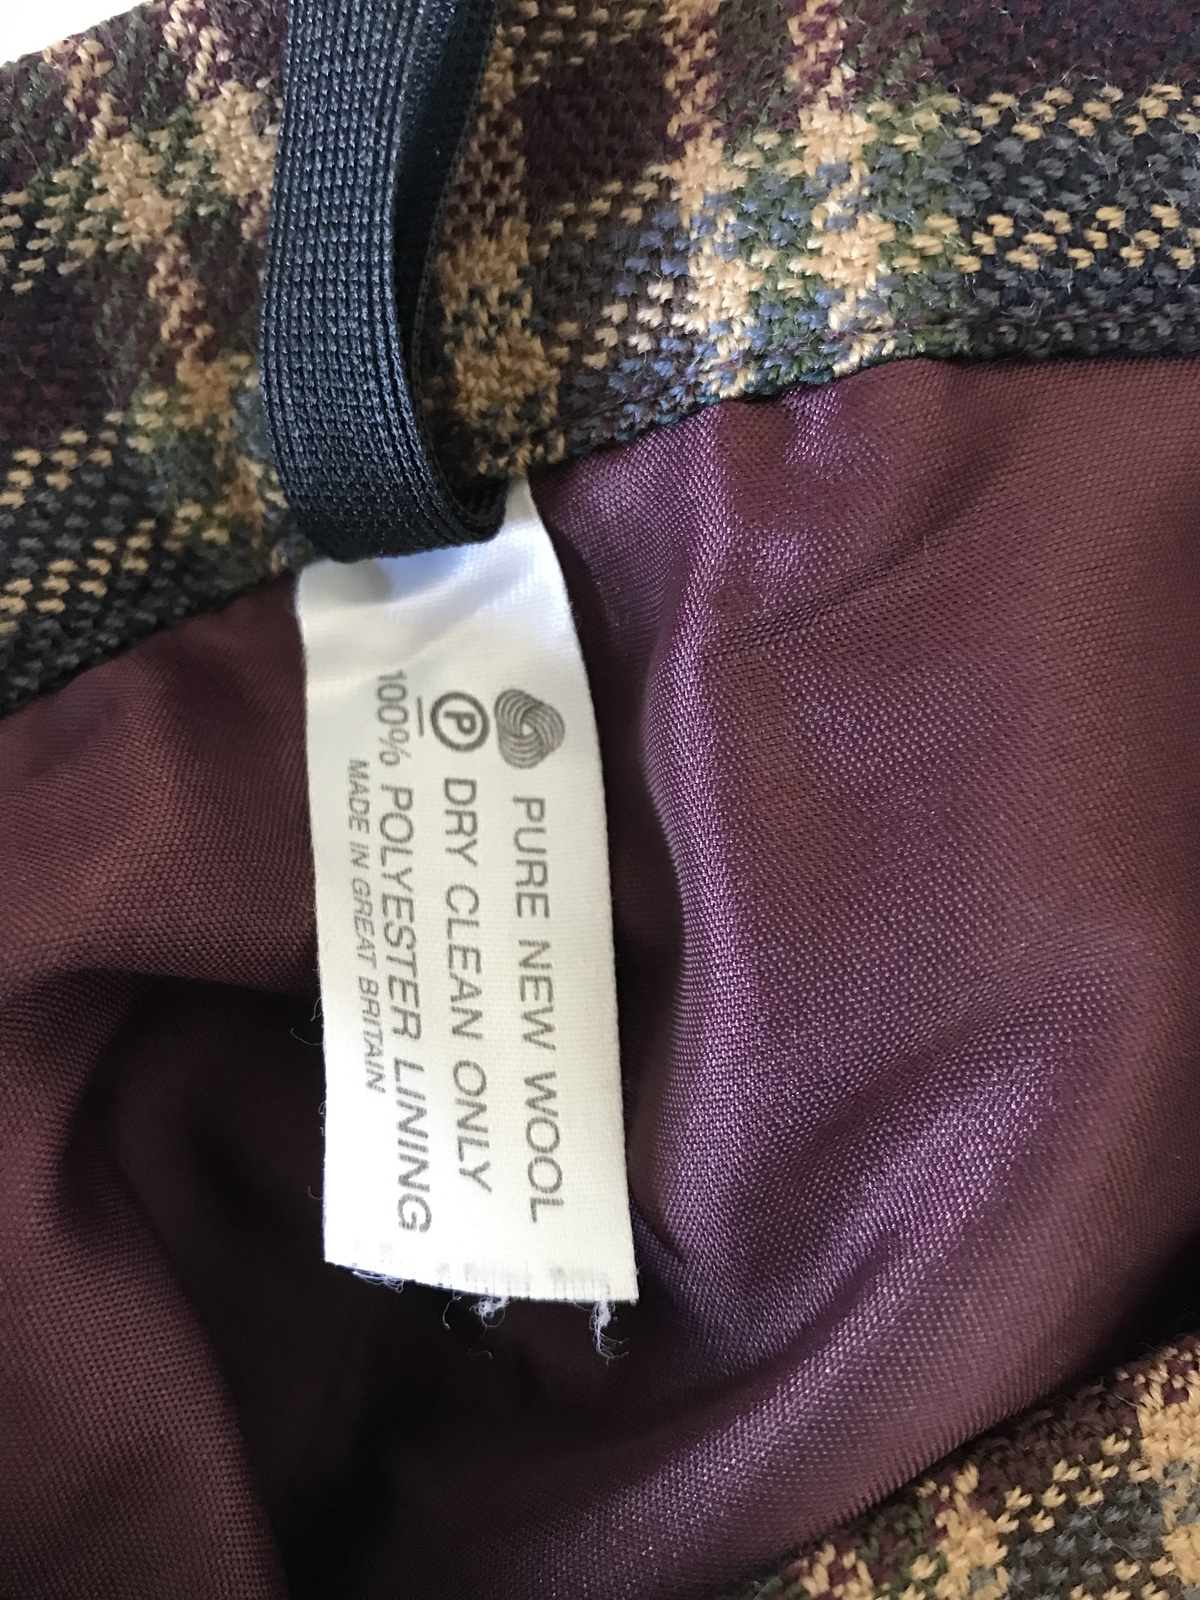 PURE NEW WOOL
P DRY CLEAN ONLY
100% POLYESTER LINING
MADE IN GREAT BRITAIN